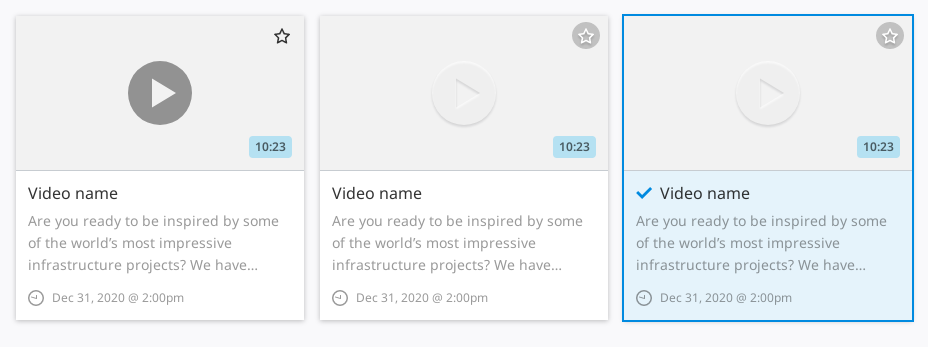 10:23
Video name
Are you ready to be inspired by some
of the world’s most impressive
infrastructure projects? We have...
Dec 31, 2020 @ 2:00pm
10:23
Video name
Are you ready to be inspired by some
of the world’s most impressive
infrastructure projects? We have...
Dec 31, 2020 @ 2:00pm
10:23
Video name
Are you ready to be inspired by some
of the world’s most impressive
infrastructure projects? We have...
Dec 31, 2020 @ 2:00pm